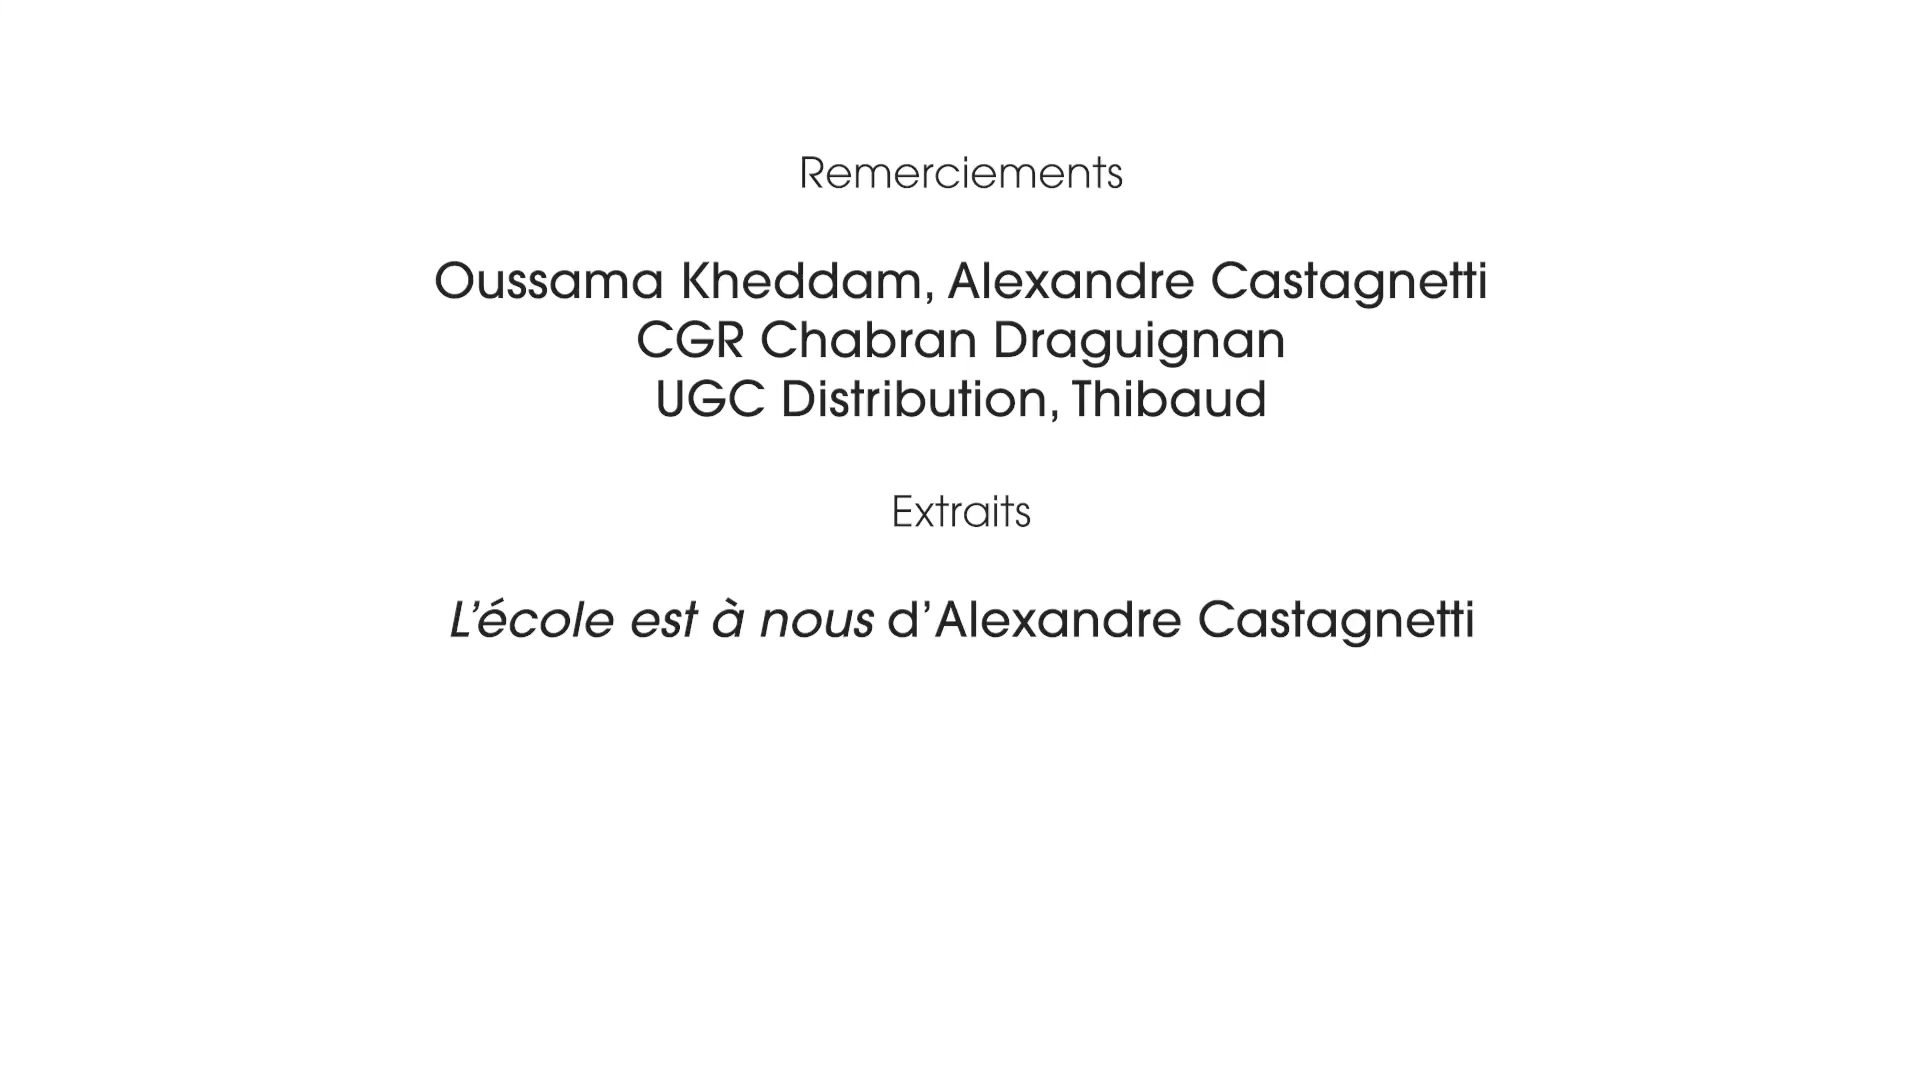 Remerciements
Oussama Kheddam, Alexandre Castagnetti
CGR Chabran Draguignan
UGC Distribution, Thibaud
Extraits
L’école est à nous d’Alexandre Castagnetti